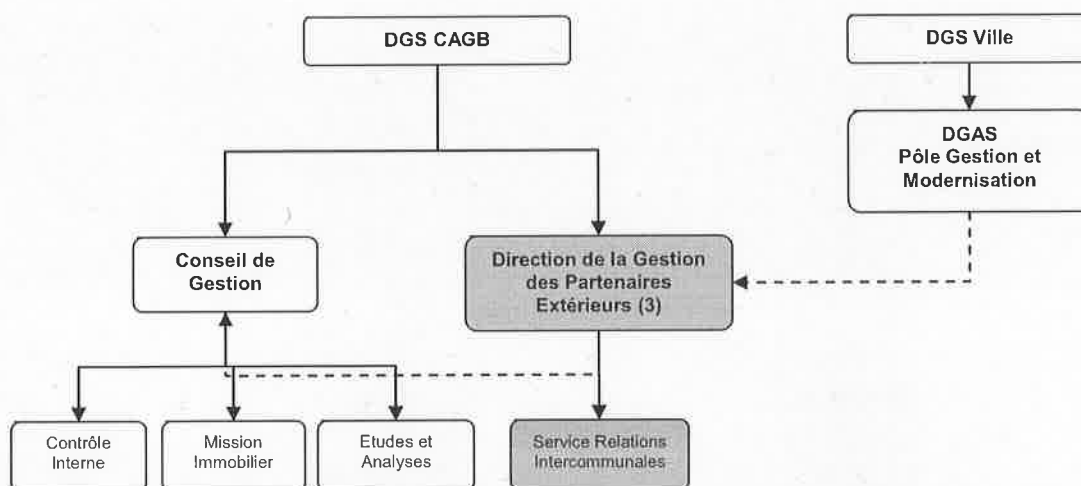 DGS CAGB
DGS Ville
DGAS
Pôle Gestion et
Modernisation
Conseil de
Gestion
Direction de la Gestion
des Partenaires
Extérieurs (3)
Contrôle
Interne
Mission
Immobilier
Etudes et
Analyses
Service Relations
Intercommunales